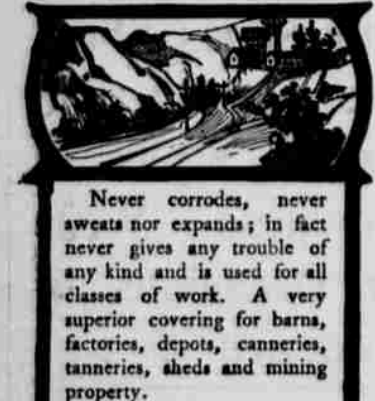 Never corrodes, never
sweats nor expands; in fact
never gives any trouble of
any kind and is used for all
classes of work. A very
superior covering for barns,
factories, depots, canneries,
tanneries, sheds and mining
property.